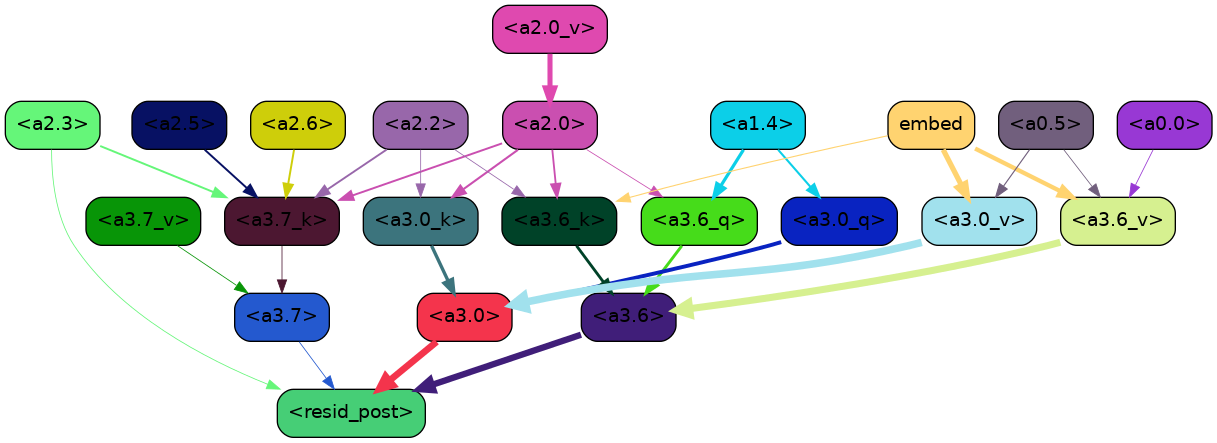 <a2.0_v>
<a2.3> <a2.5> <a2.6> <a2.2> <a2.0> <a1.4> embed <a0.5> <a0.0>
<a3.7_v> <a3.7_k> <a3.0_k> <a3.6_k> <a3.6_q> <a3.0_q> <a3.0_v> <a3.6_v>
<a3.7> <a3.0> <a3.6>
<resid_post>